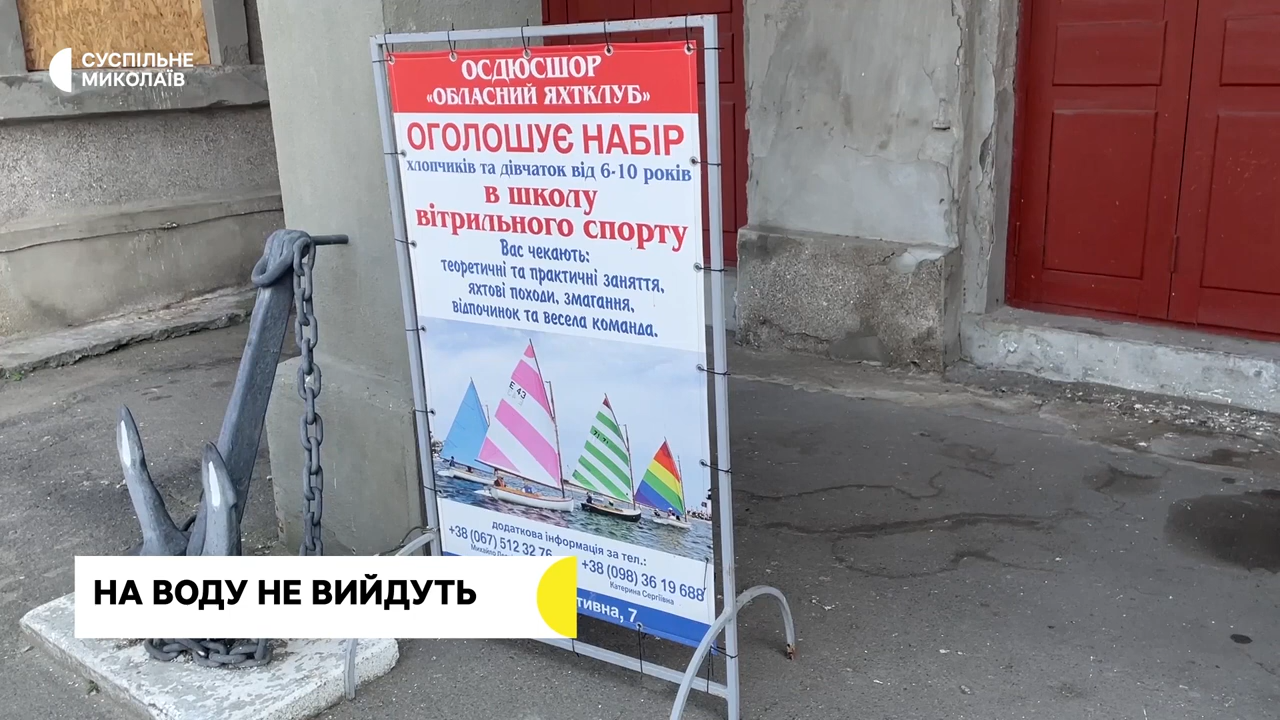 СУСПІЛЬНЕ
МИКОЛАЇВ
ОСДЮСШОР
«ОБЛАСНИЙ ЯХТКЛУБ»
ОГОЛОШУЄ НАБІР
хлопчиків та дівчаток від 6-10 років
в школу
вітрильного спорту
Вас чекають:
теоретичні та практичні заняття,
яхтові походи, змагання,
відпочинок та весела команда.
E 43
додаткова інформація за тел.:
+38 (067) 512 32 76
Михайло
+38 (098) 36 19 688
Катерина Сергіївна
тивна, 7
НА ВОДУ НЕ ВИЙДУТЬ